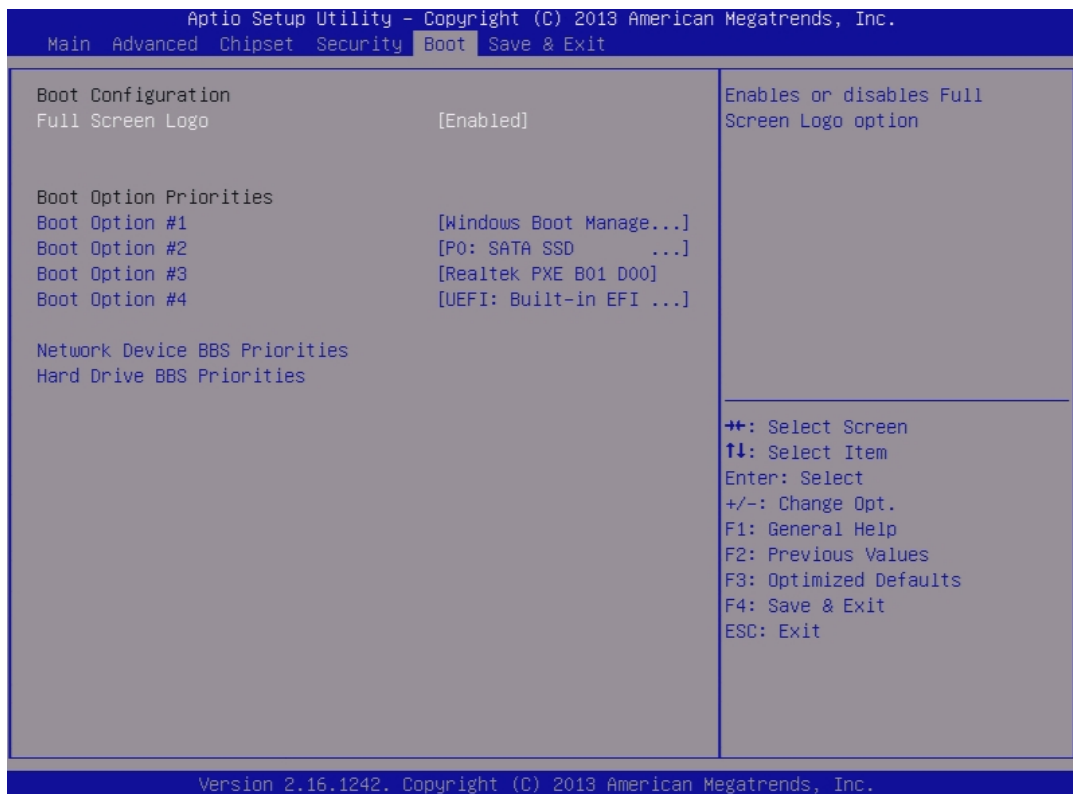 Aptio Setup Utility – Copyright (C) 2013 American Megatrends, Inc.
Main Advanced Chipset Security Boot Save & Exit
Boot Configuration
Full Screen Logo [Enabled]
Boot Option Priorities
Boot Option #1 [Windows Boot Manage...]
Boot Option #2 [P0: SATA SSD ...]
Boot Option #3 [Realtek PXE B01 D00]
Boot Option #4 [UEFI: Built-in EFI ...]
Network Device BBS Priorities
Hard Drive BBS Priorities
Enables or disables Full
Screen Logo option
→←: Select Screen
↑↓: Select Item
Enter: Select
+/-: Change Opt.
F1: General Help
F2: Previous Values
F3: Optimized Defaults
F4: Save & Exit
ESC: Exit
Version 2.16.1242. Copyright (C) 2013 American Megatrends, Inc.